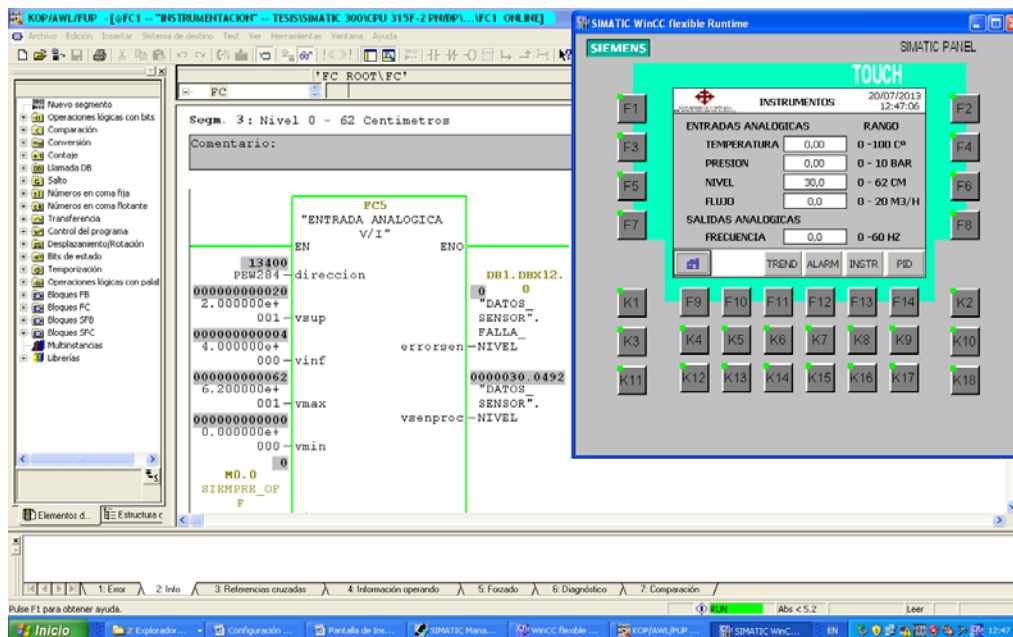 KOP/AWL/FUP - [@FC1 -- "INSTRUMENTACION" -- TESIS\SIMATIC 300\CPU 315F-2 PN/DP\...\FC1 ONLINE]
Archivo Edición Insertar Sistema de destino Test Ver Herramientas Ventana Ayuda
'FC ROOT\FC'
FC
Nuevo segmento
Operaciones lógicas con bits
Comparación
Conversión
Contaje
Llamada DB
Salto
Números en coma fija
Números en coma flotante
Transferencia
Control del programa
Desplazamiento/Rotación
Bits de estado
Temporización
Operaciones lógicas con palal
Bloques FB
Bloques FC
Bloques SFB
Bloques SFC
Multinstancias
Librerías
Elementos d...
Estructura c
Segm. 3: Nivel 0 - 62 Centimetros
Comentario:
FC5
"ENTRADA ANALOGICA
V/I"
EN ENO
13400
PEW284 direccion
000000000020
2.000000e+
001 vsup
000000000004
4.000000e+
000 vinf
000000000062
6.200000e+
001 vmax
000000000000
0.000000e+
000 vmin
0
M0.0
SIEMPRE_OF
F
DB1.DBX12.
0 0
"DATOS_
SENSOR".
FALLA_
errorsen NIVEL
0000030.0492
"DATOS_
SENSOR".
vsenproc NIVEL
SIMATIC WinCC flexible Runtime
SIEMENS
SIMATIC PANEL
TOUCH
INSTRUMENTOS
20/07/2013
12:47:06
ENTRADAS ANALOGICAS RANGO
TEMPERATURA 0,00 0 -100 Cº
PRESION 0,00 0 - 10 BAR
NIVEL 30,0 0 - 62 CM
FLUJO 0,0 0 - 20 M3/H
SALIDAS ANALOGICAS
FRECUENCIA 0,0 0 -60 HZ
TREND ALARM INSTR PID
F1 F2
F3 F4
F5 F6
F7 F8
K1 F9 F10 F11 F12 F13 F14 K2
K3 K4 K5 K6 K7 K8 K9 K10
K11 K12 K13 K14 K15 K16 K17 K18
1: Error 2: Info 3: Referencias cruzadas 4: Información operando 5: Forzado 6: Diagnóstico 7: Comparación
Pulse F1 para obtener ayuda.
RUN Abs < 5.2 Leer
Inicio 2 Explorador... Configuración ... Pantalla de Ins... SIMATIC Mana... WinCC flexible ... KOP/AWL/FUP ... SIMATIC WinC... EN 12:47